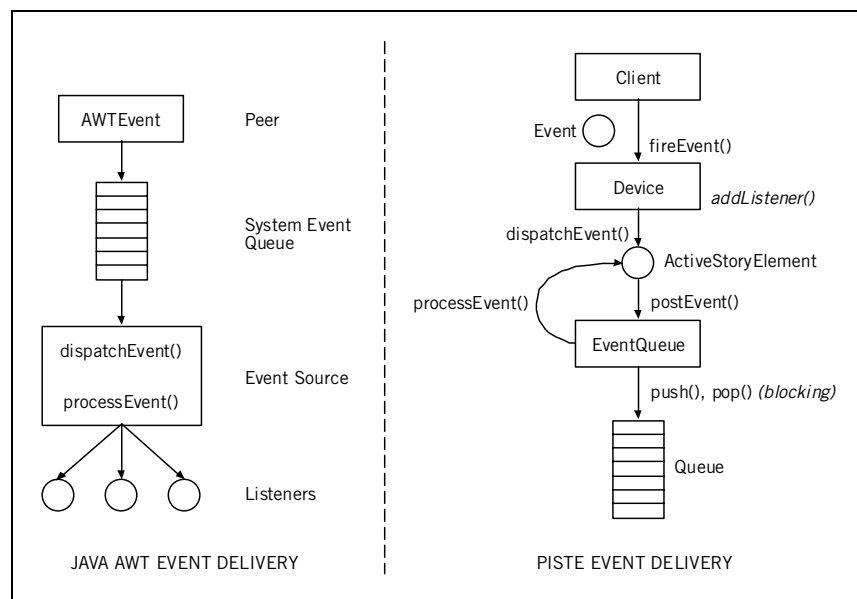 AWTEvent
Peer
System Event
Queue
dispatchEvent()
processEvent()
Event Source
Listeners
JAVA AWT EVENT DELIVERY
Client
Event
fireEvent()
Device
addListener()
dispatchEvent()
ActiveStoryElement
processEvent()
postEvent()
EventQueue
push(), pop() (blocking)
Queue
PISTE EVENT DELIVERY